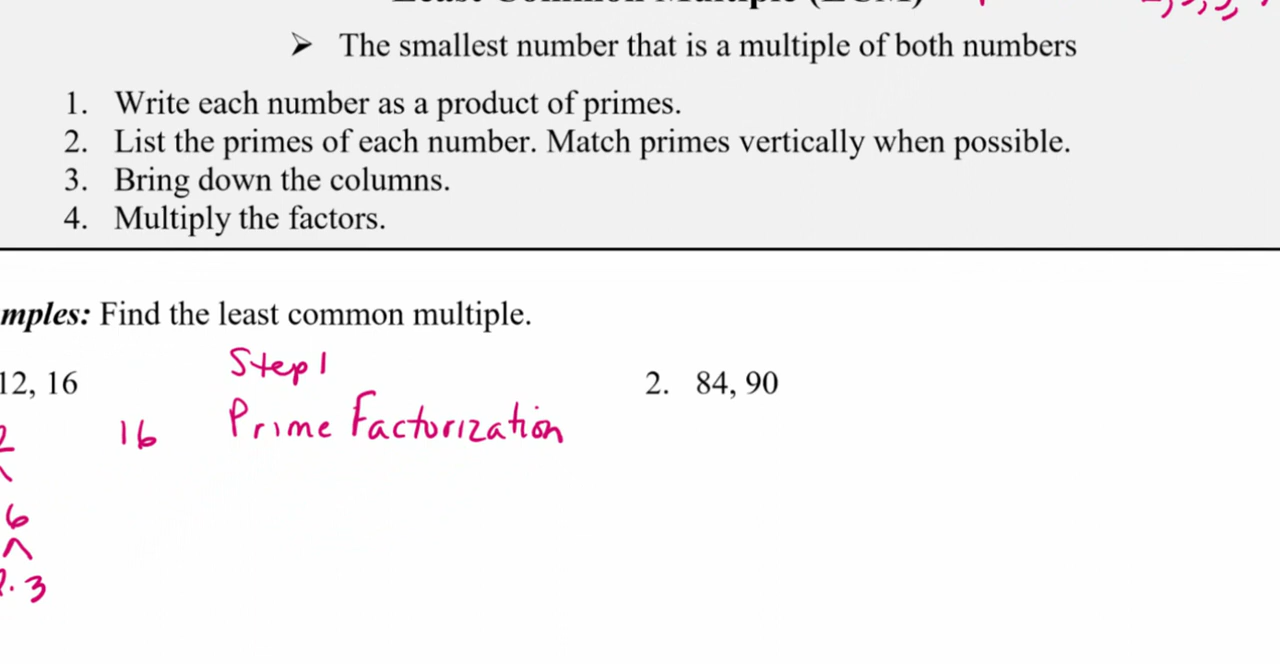 ➤ The smallest number that is a multiple of both numbers
1. Write each number as a product of primes.
2. List the primes of each number. Match primes vertically when possible.
3. Bring down the columns.
4. Multiply the factors.
mples: Find the least common multiple.
Step 1
12, 16
2. 84, 90
16 Prime Factorization
6
3